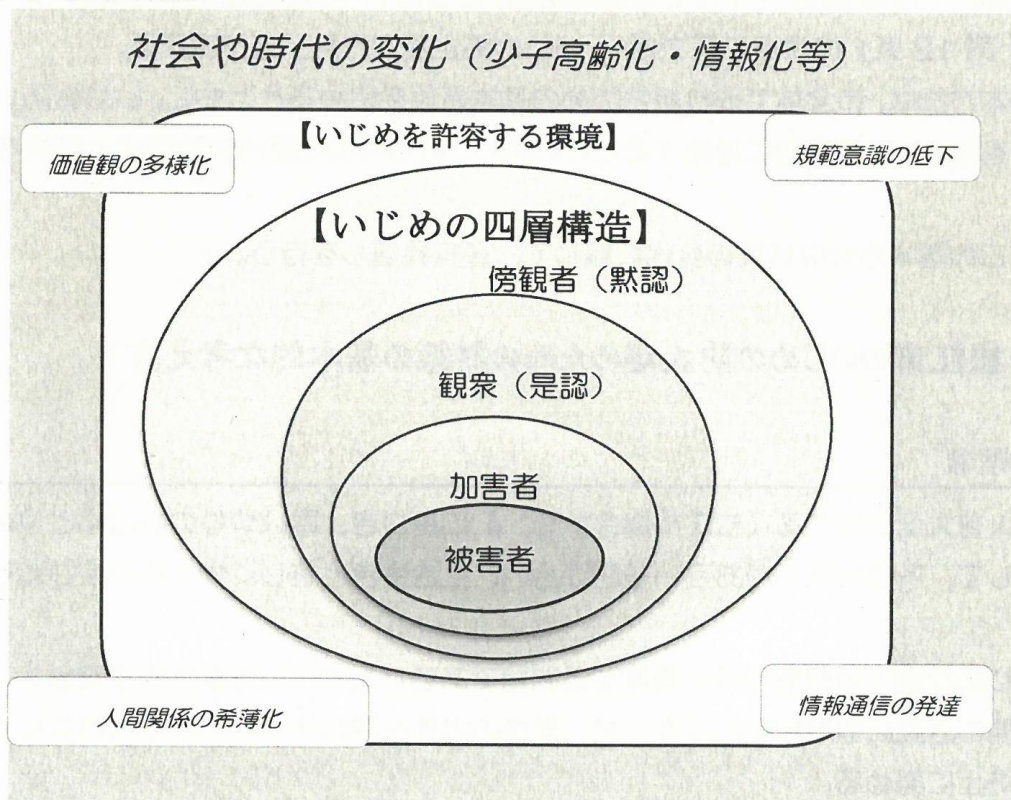 社会や時代の変化（少子高齢化・情報化等）
【いじめを許容する環境】
価値観の多様化
規範意識の低下
【いじめの四層構造】
傍観者（黙認）
観衆（是認）
加害者
被害者
人間関係の希薄化
情報通信の発達